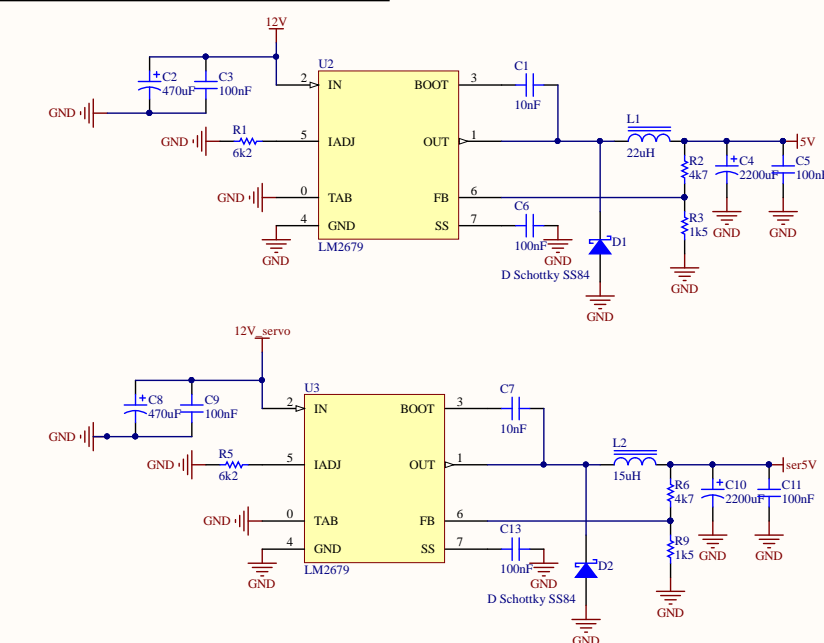 12V
U2
C2
470uF
C3
100nF
GND
2
IN
BOOT
3
C1
10nF
GND
R1
6k2
5
IADJ
OUT
1
L1
22uH
5V
R2
4k7
C4
2200uF
C5
100nF
GND
0
TAB
FB
6
4
GND
SS
7
C6
100nF
GND
R3
1k5
GND
GND
GND
LM2679
D1
D Schottky SS84
GND
GND
12V_servo
U3
C8
470uF
C9
100nF
GND
2
IN
BOOT
3
C7
10nF
GND
R5
6k2
5
IADJ
OUT
1
L2
15uH
ser5V
R6
4k7
C10
2200uF
C11
100nF
GND
0
TAB
FB
6
4
GND
SS
7
C13
100nF
GND
R9
1k5
GND
GND
GND
LM2679
D2
D Schottky SS84
GND
GND